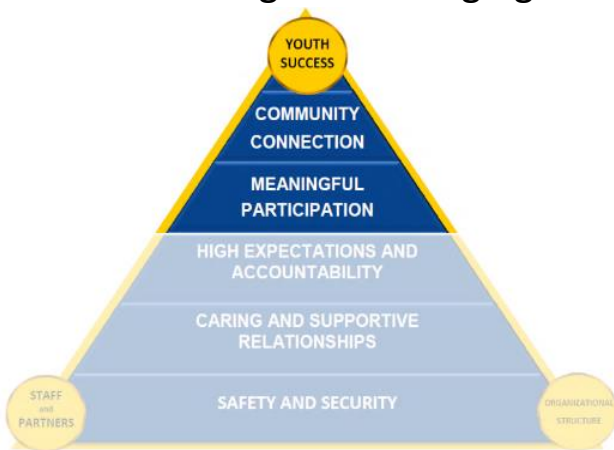 YOUTH
SUCCESS
COMMUNITY
CONNECTION
MEANINGFUL
PARTICIPATION
HIGH EXPECTATIONS AND
ACCOUNTABILITY
CARING AND SUPPORTIVE
RELATIONSHIPS
SAFETY AND SECURITY
STAFF
and
PARTNERS
ORGANIZATIONAL
STRUCTURE